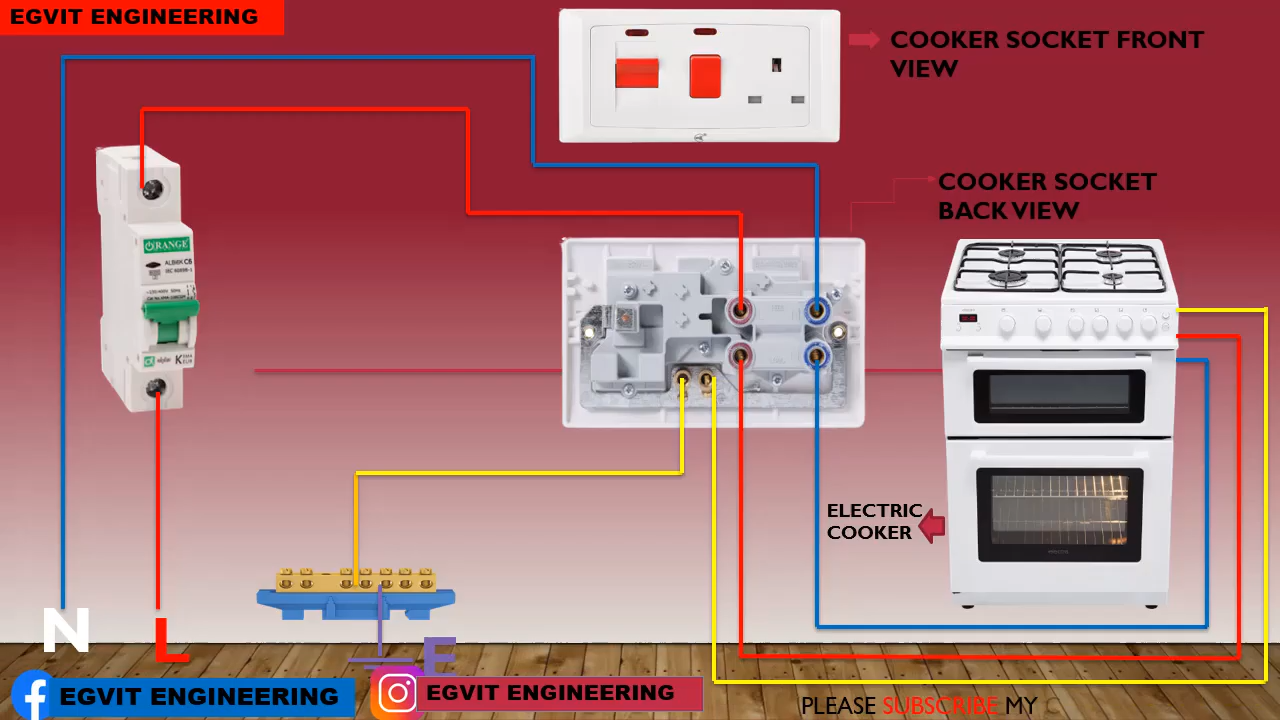 EGVIT ENGINEERING
COOKER SOCKET FRONT
VIEW
COOKER SOCKET
BACK VIEW
ORANGE
ELECTRIC
COOKER
N
L
E
EGVIT ENGINEERING
EGVIT ENGINEERING
PLEASE SUBSCRIBE MY C